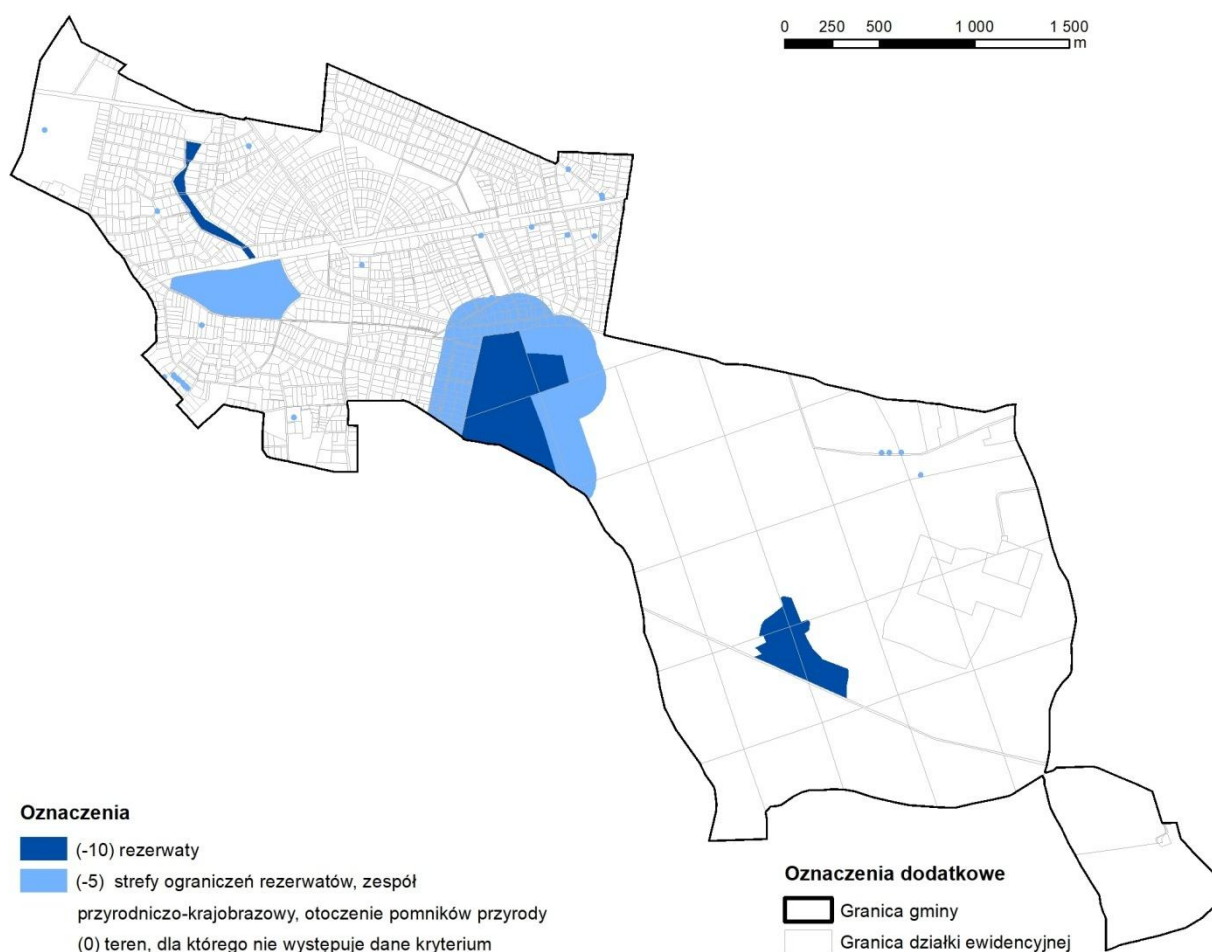 0 250 500 1 000 1 500
m
Oznaczenia
(-10) rezerwaty
(-5) strefy ograniczeń rezerwatów, zespół
przyrodniczo-krajobrazowy, otoczenie pomników przyrody
(0) teren, dla którego nie występuje dane kryterium
Oznaczenia dodatkowe
Granica gminy
Granica działki ewidencyjnej